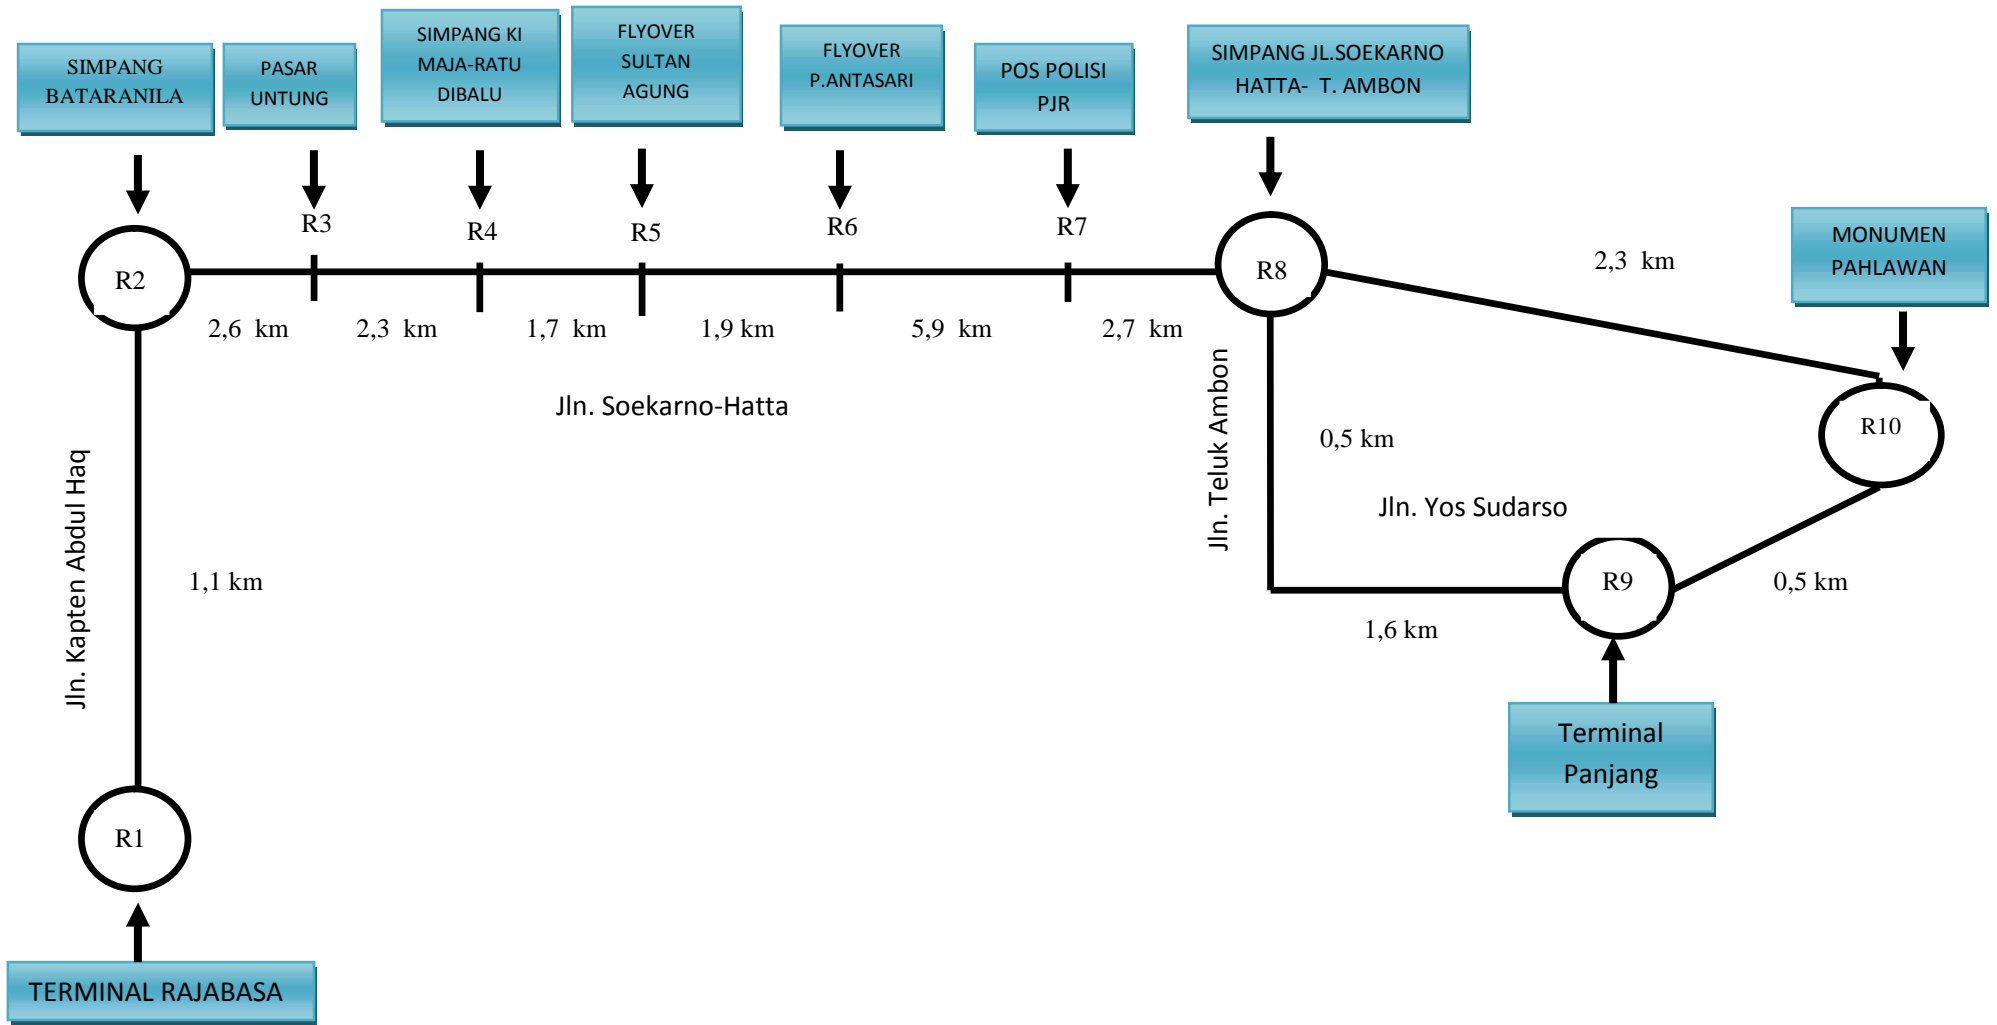 SIMPANG
BATARANILA
PASAR
UNTUNG
SIMPANG KI
MAJA-RATU
DIBALU
FLYOVER
SULTAN
AGUNG
FLYOVER
P.ANTASARI
POS POLISI
PJR
SIMPANG JL.SOEKARNO
HATTA- T. AMBON
MONUMEN
PAHLAWAN
R2
R3
R4
R5
R6
R7
R8
2,3 km
2,6 km
2,3 km
1,7 km
1,9 km
5,9 km
2,7 km
Jln. Soekarno-Hatta
Jln. Teluk Ambon
0,5 km
R10
Jln. Kapten Abdul Haq
1,1 km
Jln. Yos Sudarso
R9
0,5 km
1,6 km
Terminal
Panjang
R1
TERMINAL RAJABASA